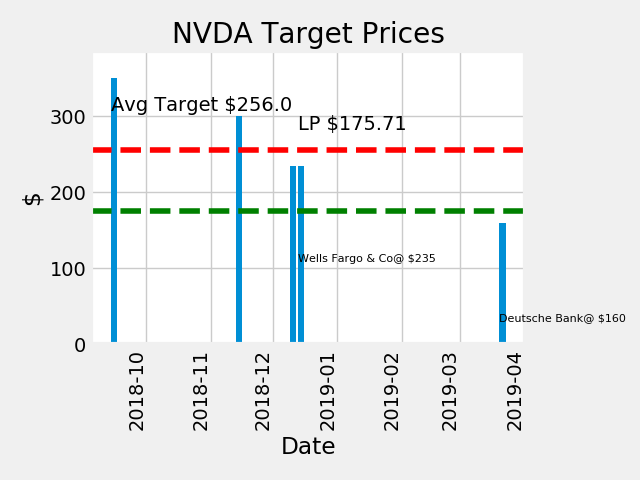 NVDA Target Prices
Avg Target $256.0
LP $175.71
Wells Fargo & Co@ $235
Deutsche Bank@ $160
$
300
200
100
0
2018-10
2018-11
2018-12
2019-01
2019-02
2019-03
2019-04
Date